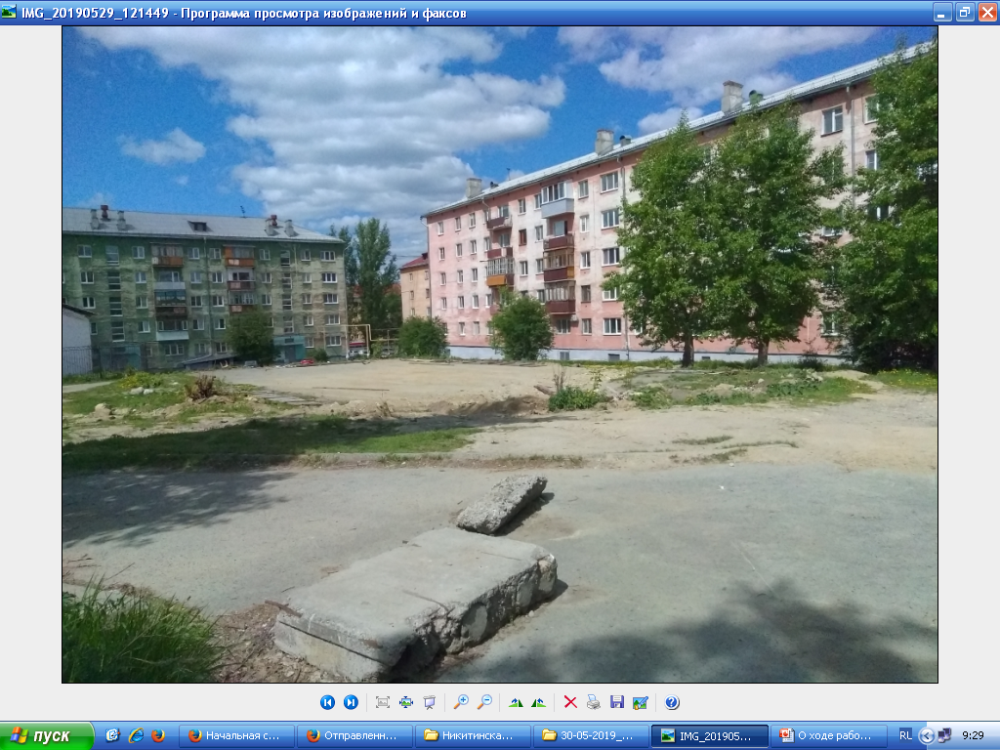 IMG_20190529_121449 - Программа просмотра изображений и факсов
пуск
Начальная с...
Отправленн...
Никитинска...
30-05-2019_...
IMG_201905...
О ходе рабо...
RL
9:29